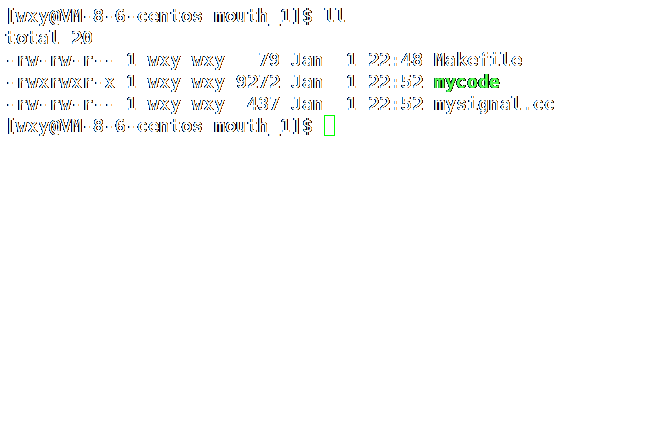 [wxy@VM-8-6-centos mouth_1]$ ll
total 20
-rw-rw-r-- 1 wxy wxy   79 Jan  1 22:48 Makefile
-rwxrwxr-x 1 wxy wxy 9272 Jan  1 22:52 mycode
-rw-rw-r-- 1 wxy wxy  437 Jan  1 22:52 mysignal.cc
[wxy@VM-8-6-centos mouth_1]$